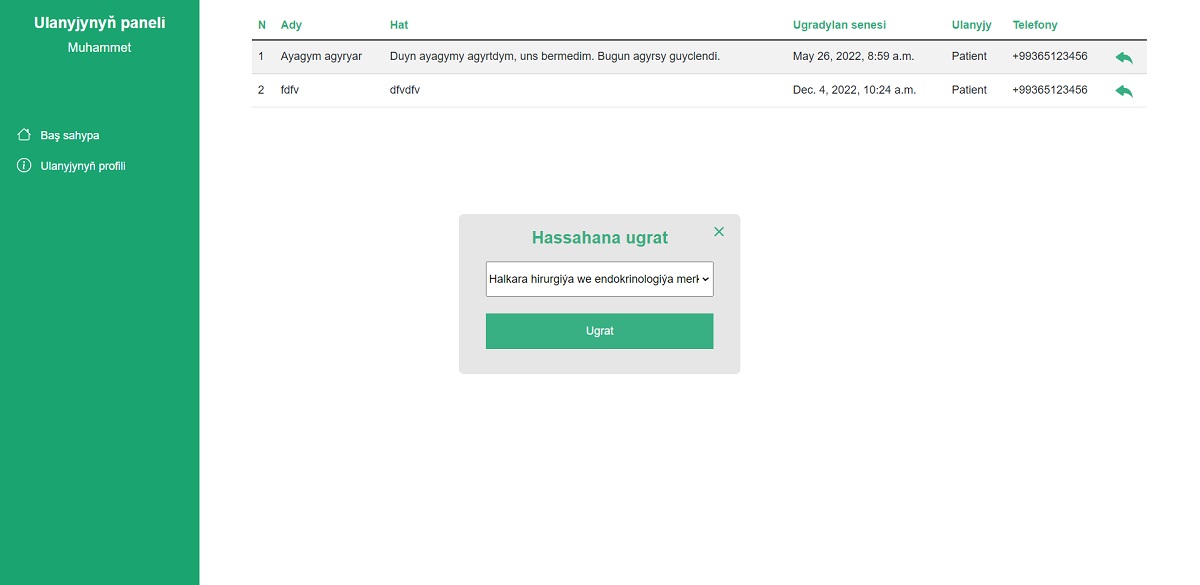 Ulanyjynyň paneli
Muhammet
Baş sahypa
Ulanyjynyň profili
N Ady Hat Ugradylan senesi Ulanyjy Telefony
1 Ayagym agyryar Duyn ayagymy agyrtdym, uns bermedim. Bugun agyrsy guyclendi. May 26, 2022, 8:59 a.m. Patient +99365123456
2 fdfv dfvdfv Dec. 4, 2022, 10:24 a.m. Patient +99365123456
Hassahana ugrat
Halkara hirurgiýa we endokrinologiýa
Ugrat